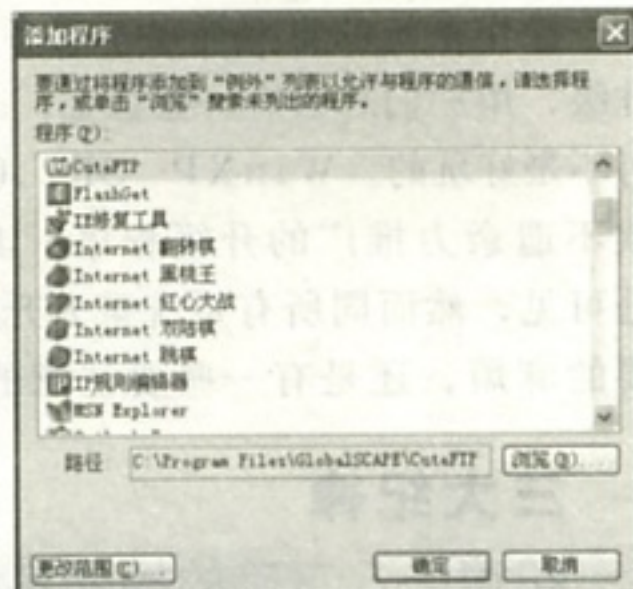 添加程序
要通过将程序添加到“例外”列表以允许与程序的通信，请选择程
序，或单击“浏览”搜索未列出的程序。
程序(P):
CuteFTP
FlashGet
IE修复工具
Internet 翻转棋
Internet 黑桃王
Internet 红心大战
Internet 双陆棋
Internet 跳棋
IP规则编辑器
MSN Explorer
路径
C:\Program Files\GlobalSCAPE\CuteFTP
浏览(B)...
更改范围(C)...
确定
取消